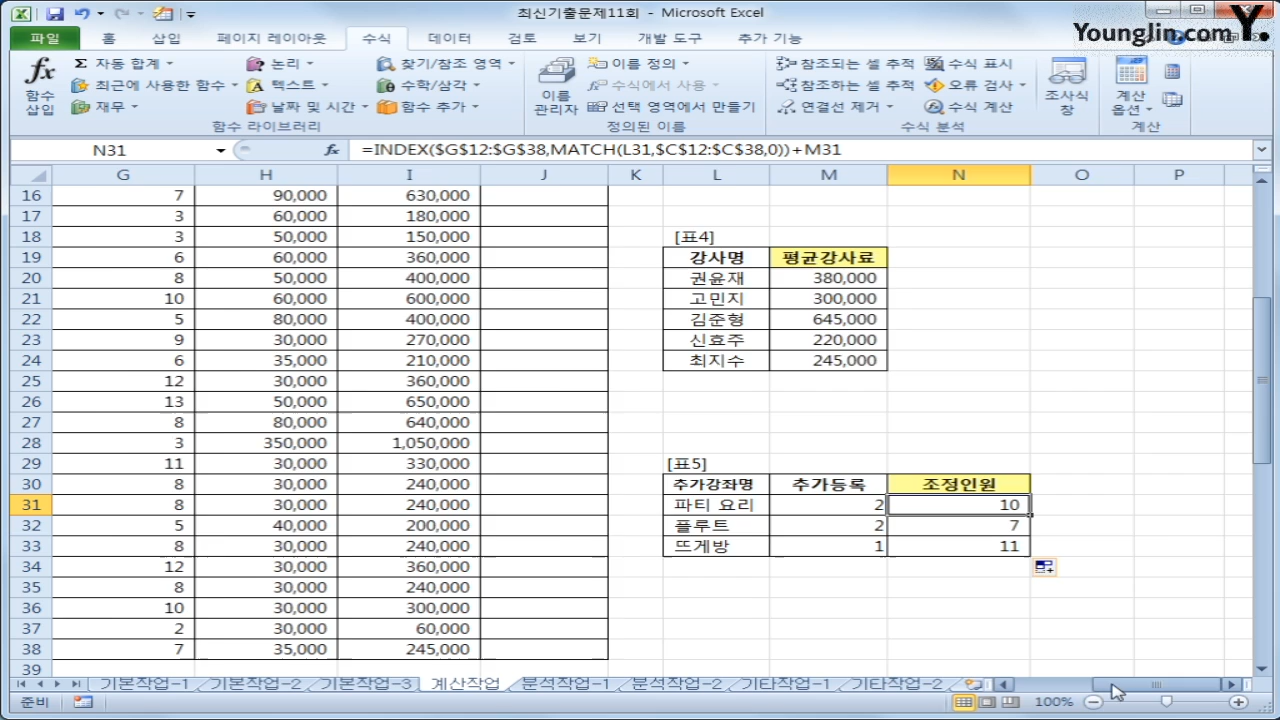 최신기출문제11회 - Microsoft Excel
Younglin.com Y.
파일 홈 삽입 페이지 레이아웃 수식 데이터 검토 보기 개발 도구 추가 기능
fx 함수 삽입
Σ 자동 합계 논리 찾기/참조 영역
최근에 사용한 함수 텍스트 수학/삼각
재무 날짜 및 시간 함수 추가
함수 라이브러리
이름 관리자
이름 정의
수식에서 사용
선택 영역에서 만들기
정의된 이름
참조되는 셀 추적 수식 표시
참조하는 셀 추적 오류 검사
연결선 제거 수식 계산
조사식 창
수식 분석
계산 옵션
계산
N31 fx =INDEX($G$12:$G$38,MATCH(L31,$C$12:$C$38,0))+M31
G H I J K L M N O P
16 7 90,000 630,000
17 3 60,000 180,000
18 3 50,000 150,000 [표4]
19 6 60,000 360,000 강사명 평균강사료
20 8 50,000 400,000 권윤재 380,000
21 10 60,000 600,000 고민지 300,000
22 5 80,000 400,000 김준형 645,000
23 9 30,000 270,000 신효주 220,000
24 6 35,000 210,000 최지수 245,000
25 12 30,000 360,000
26 13 50,000 650,000
27 8 80,000 640,000
28 3 350,000 1,050,000
29 11 30,000 330,000 [표5]
30 8 30,000 240,000 추가강좌명 추가등록 조정인원
31 8 30,000 240,000 파티 요리 2 10
32 5 40,000 200,000 플루트 2 7
33 8 30,000 240,000 뜨게방 1 11
34 12 30,000 360,000
35 8 30,000 240,000
36 10 30,000 300,000
37 2 30,000 60,000
38 7 35,000 245,000
39
기본작업-1 기본작업-2 기본작업-3 계산작업 분석작업-1 분석작업-2 기타작업-1 기타작업-2
준비 100%